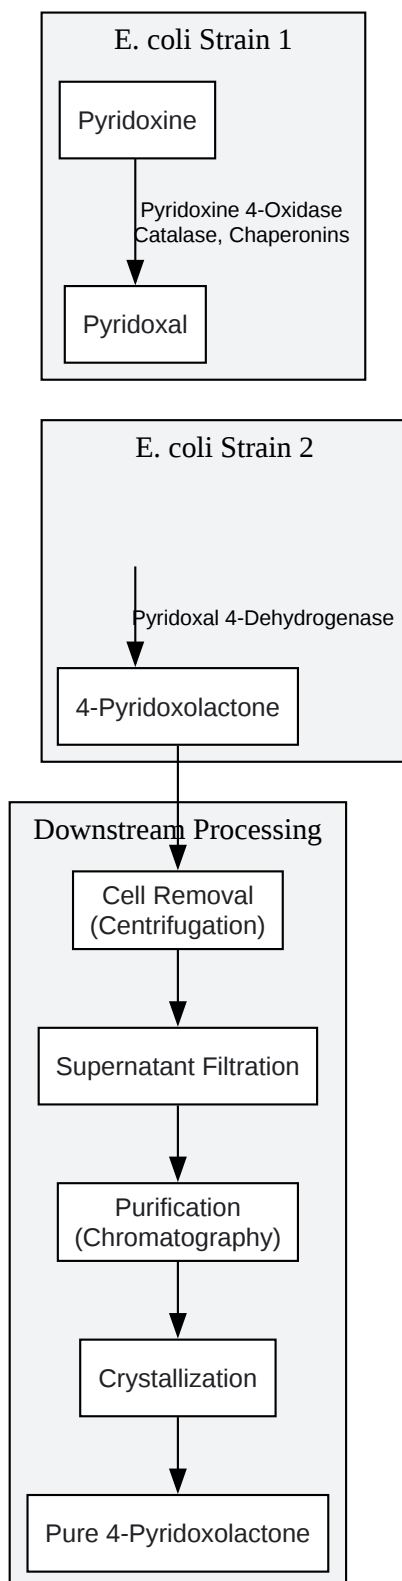 E. coli Strain 1
Pyridoxine
Pyridoxine 4-Oxidase
Catalase, Chaperonins
Pyridoxal
E. coli Strain 2
Pyridoxal 4-Dehydrogenase
4-Pyridoxolactone
Downstream Processing
Cell Removal
(Centrifugation)
Supernatant Filtration
Purification
(Chromatography)
Crystallization
Pure 4-Pyridoxolactone